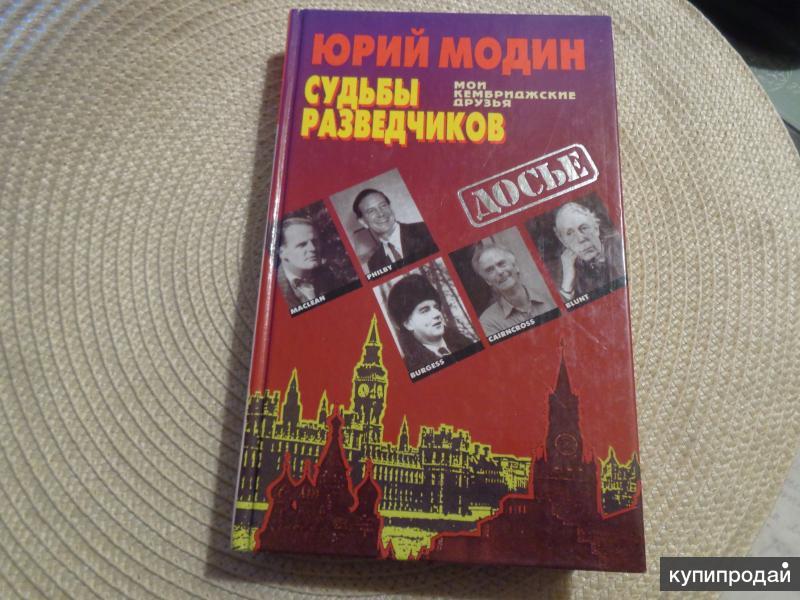 ЮРИЙ МОДИН
СУДЬБЫ
РАЗВЕДЧИКОВ
МОИ
КЕМБРИДЖСКИЕ
ДРУЗЬЯ
ДОСЬЕ
MACLEAN
PHILBY
BURGESS
CAIRNCROSS
BLUNT
купипродай